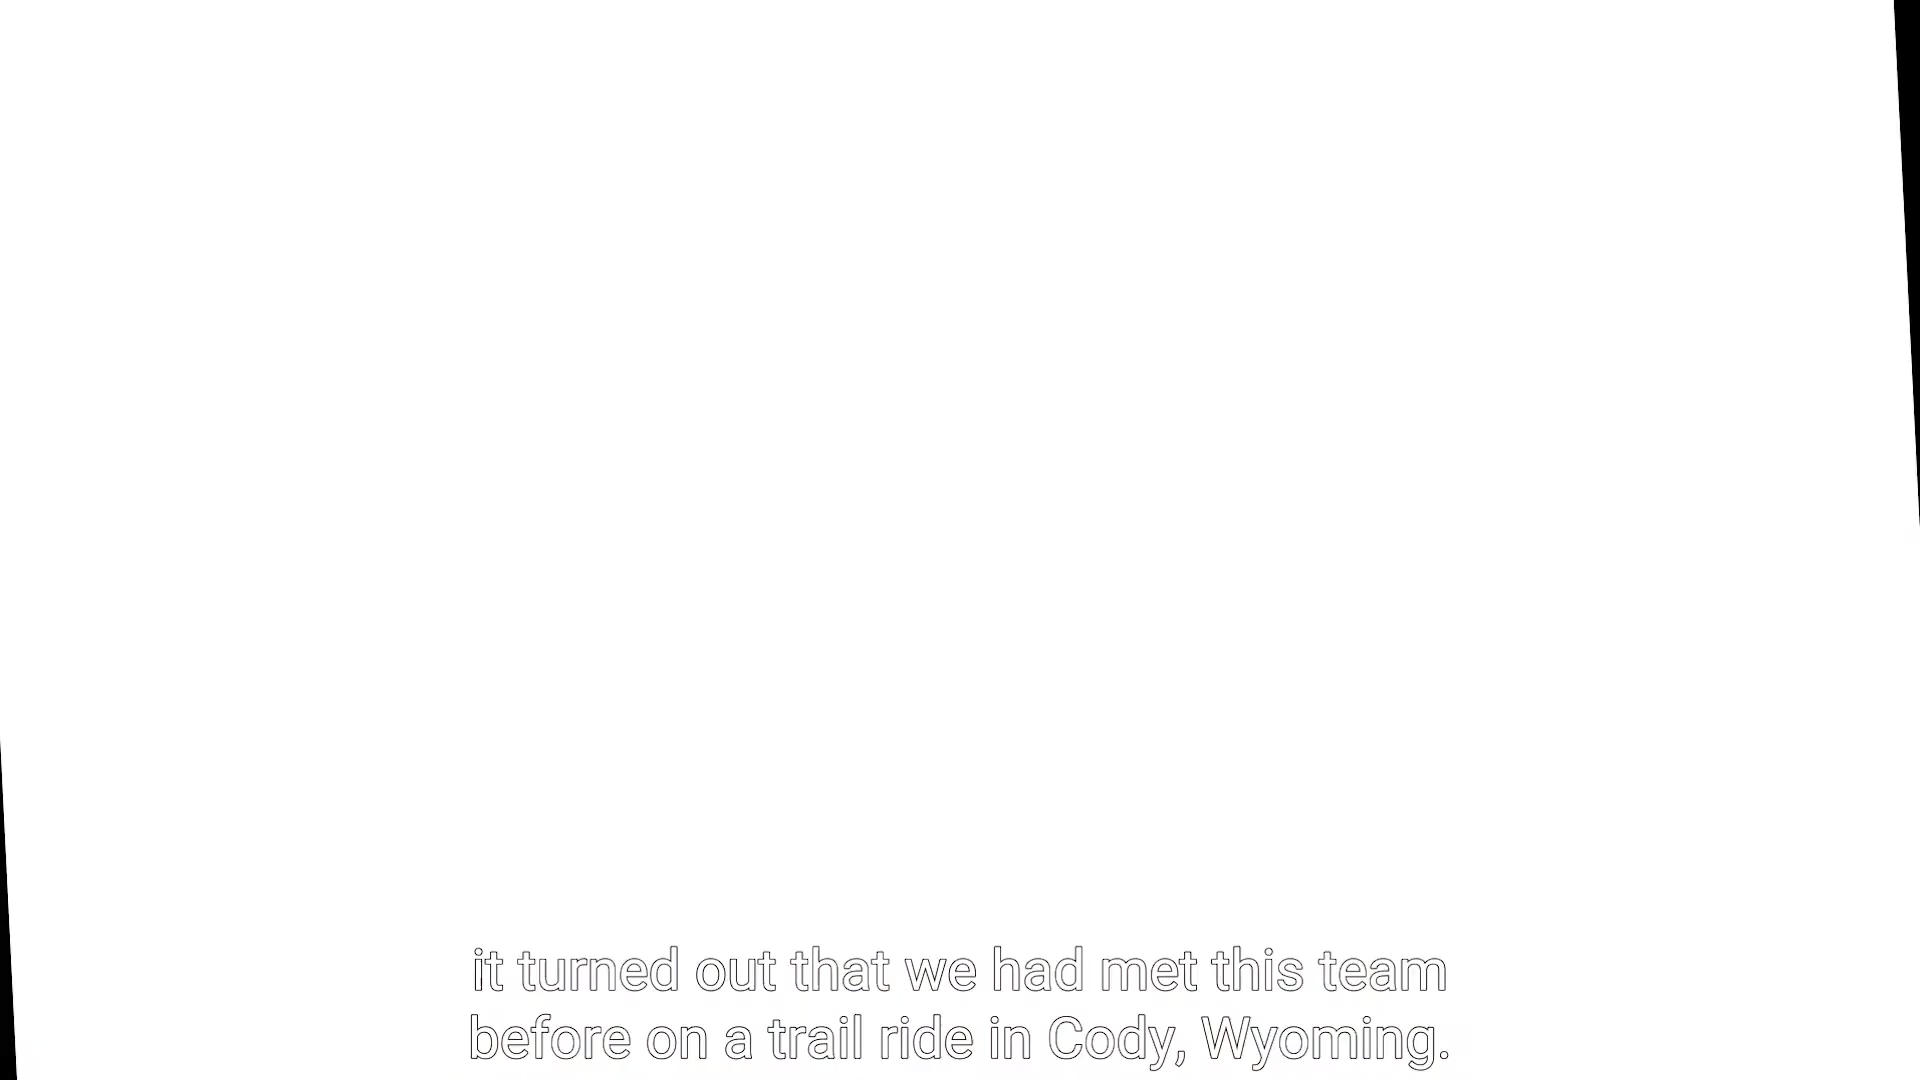 it turned out that we had met this team
before on a trail ride in Cody, Wyoming.